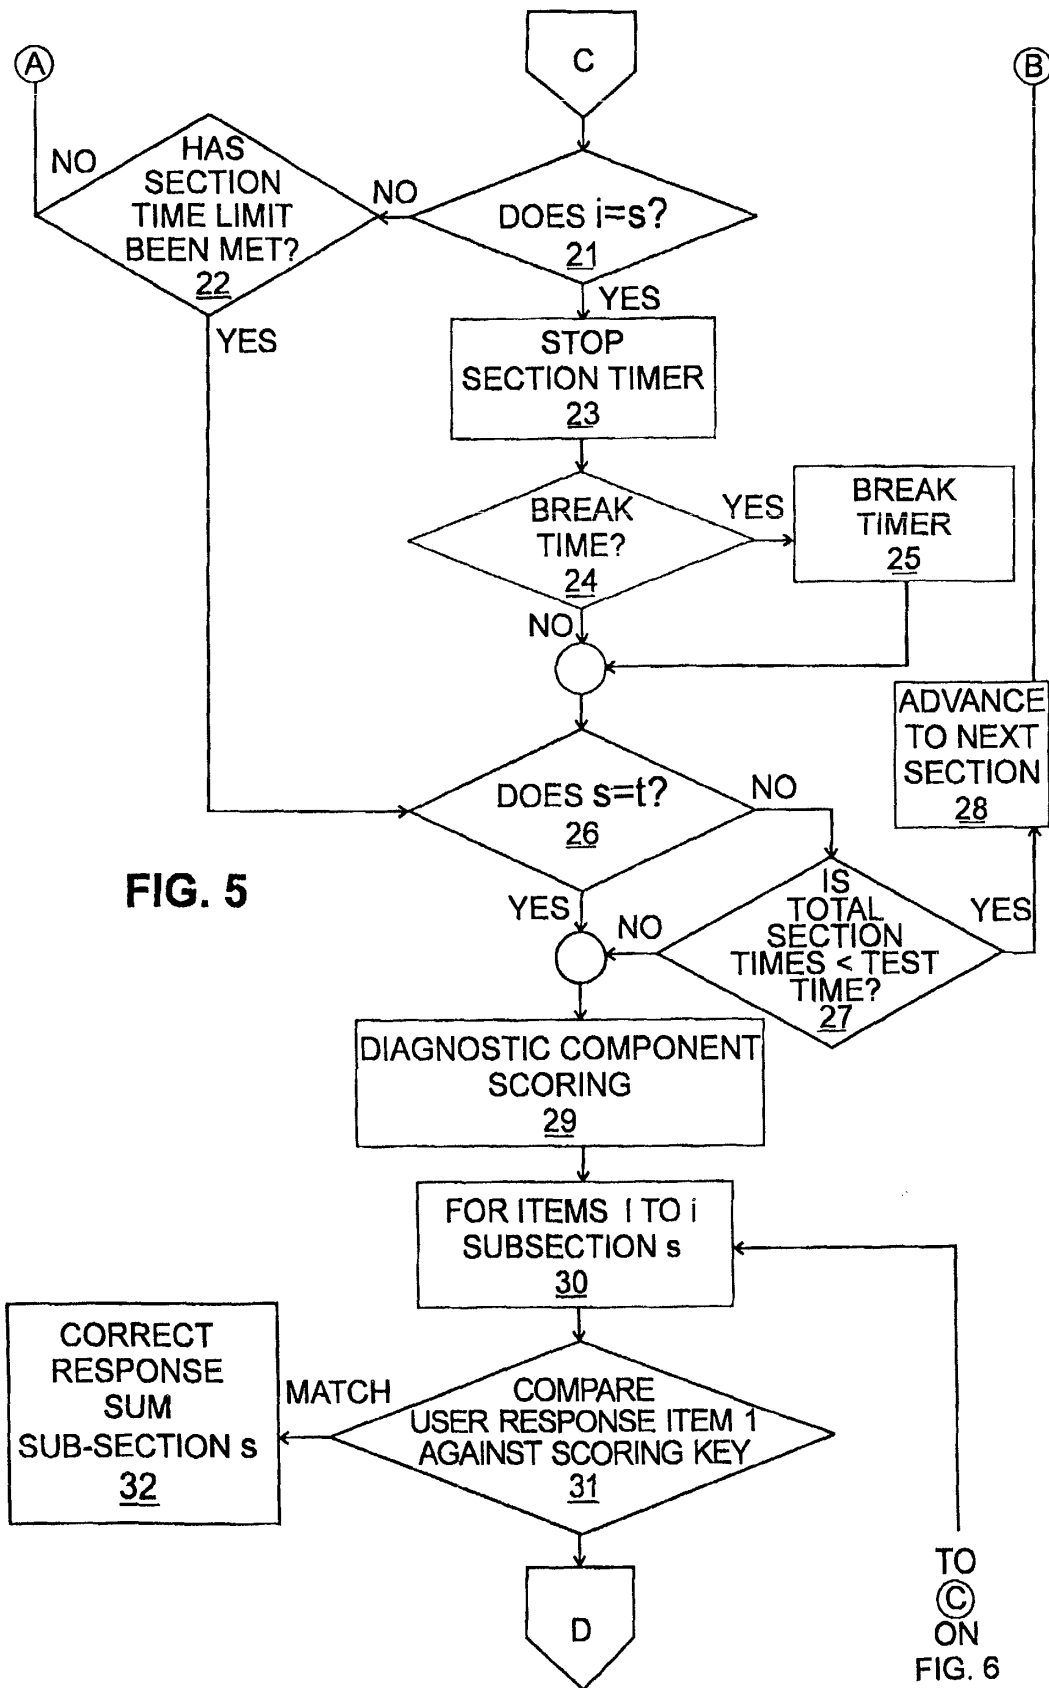 A
C
B
HAS
SECTION
TIME LIMIT
BEEN MET?
22
NO
NO
DOES i=s?
21
YES
YES
STOP
SECTION TIMER
23
BREAK
TIME?
24
YES
BREAK
TIMER
25
NO
ADVANCE
TO NEXT
SECTION
28
DOES s=t?
26
NO
FIG. 5
YES
NO
IS
TOTAL
SECTION
TIMES < TEST
TIME?
27
YES
DIAGNOSTIC COMPONENT
SCORING
29
FOR ITEMS I TO i
SUBSECTION s
30
CORRECT
RESPONSE
SUM
SUB-SECTION s
32
MATCH
COMPARE
USER RESPONSE ITEM 1
AGAINST SCORING KEY
31
D
TO
C
ON
FIG. 6